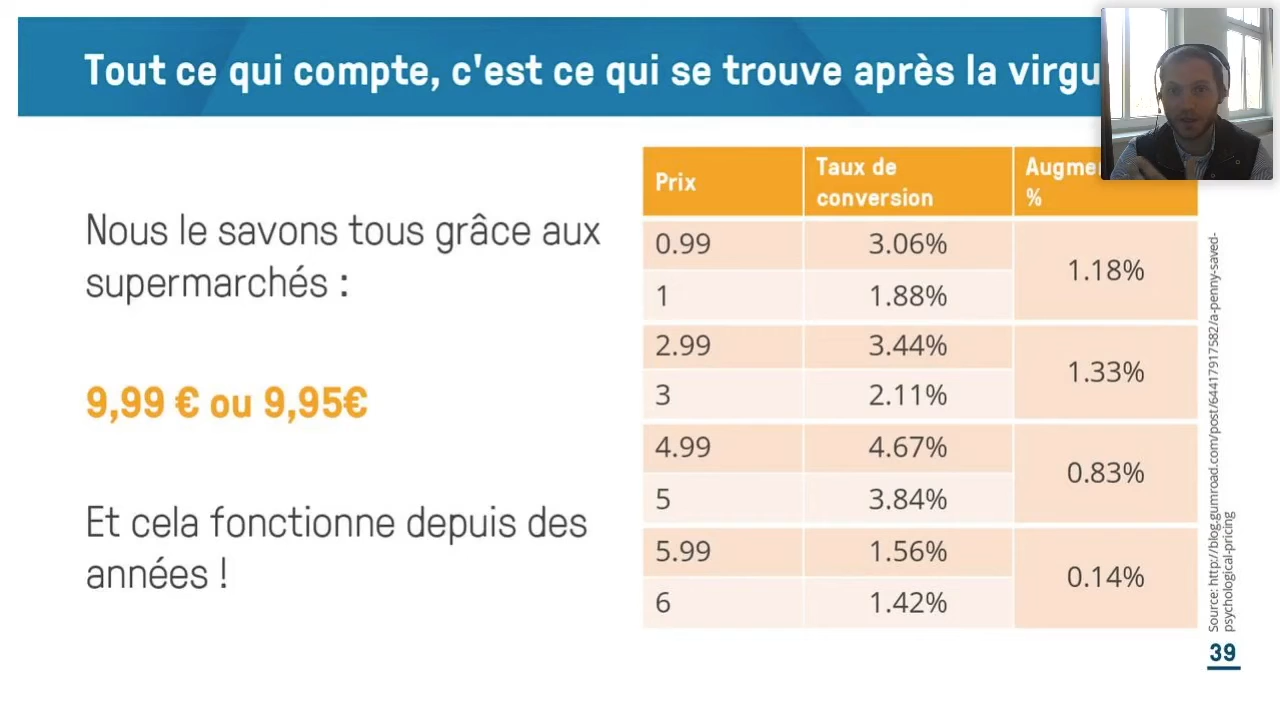 Tout ce qui compte, c'est ce qui se trouve après la
Nous le savons tous grâce aux
supermarchés :
9,99 € ou 9,95€
Et cela fonctionne depuis des
années !
Prix
Taux de
conversion
%
0.99
3.06%
1.18%
1
1.88%
2.99
3.44%
1.33%
3
2.11%
4.99
4.67%
0.83%
5
3.84%
5.99
1.56%
0.14%
6
1.42%
Source: http://blog.gumroad.com/post/64417917582/a-penny-saved-
psychological-pricing
39